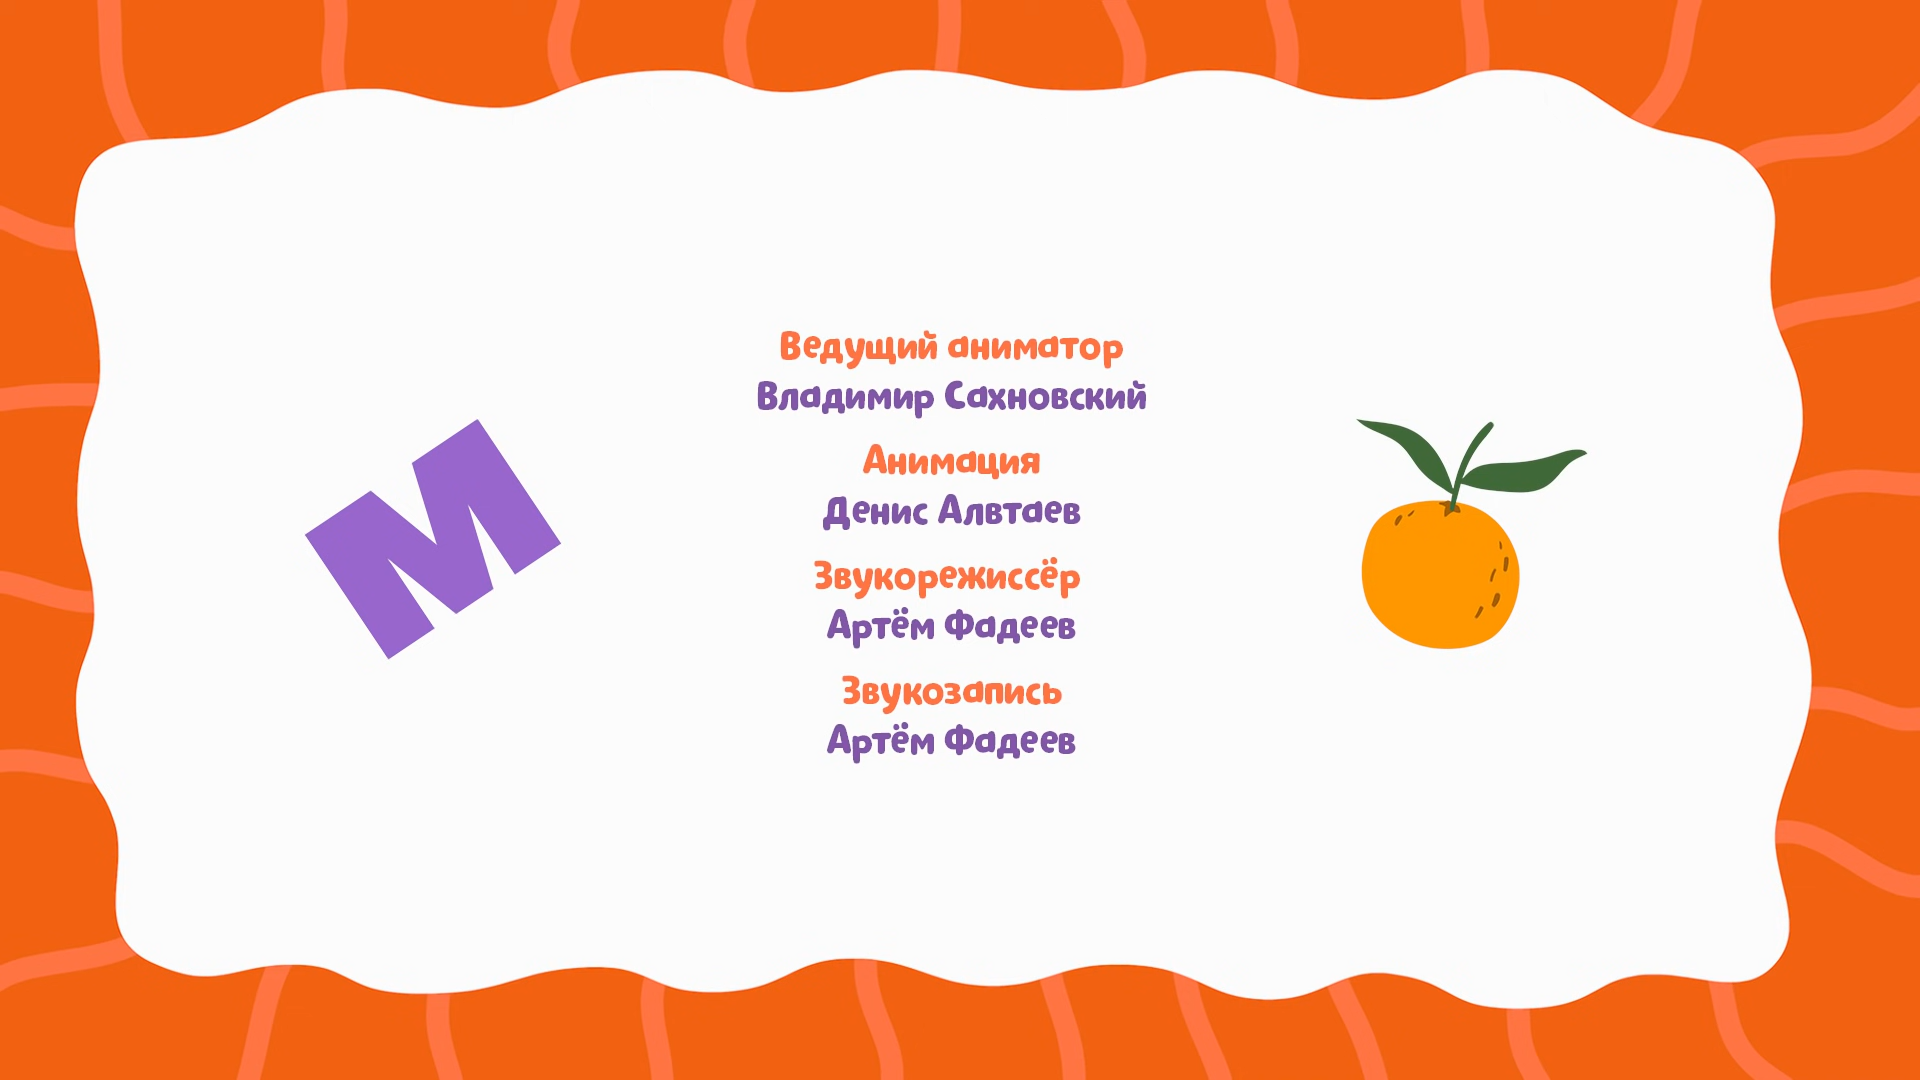 М
Ведущий аниматор
Владимир Сахновский
Анимация
Денис Алвтаев
Звукорежиссёр
Артём Фадеев
Звукозапись
Артём Фадеев